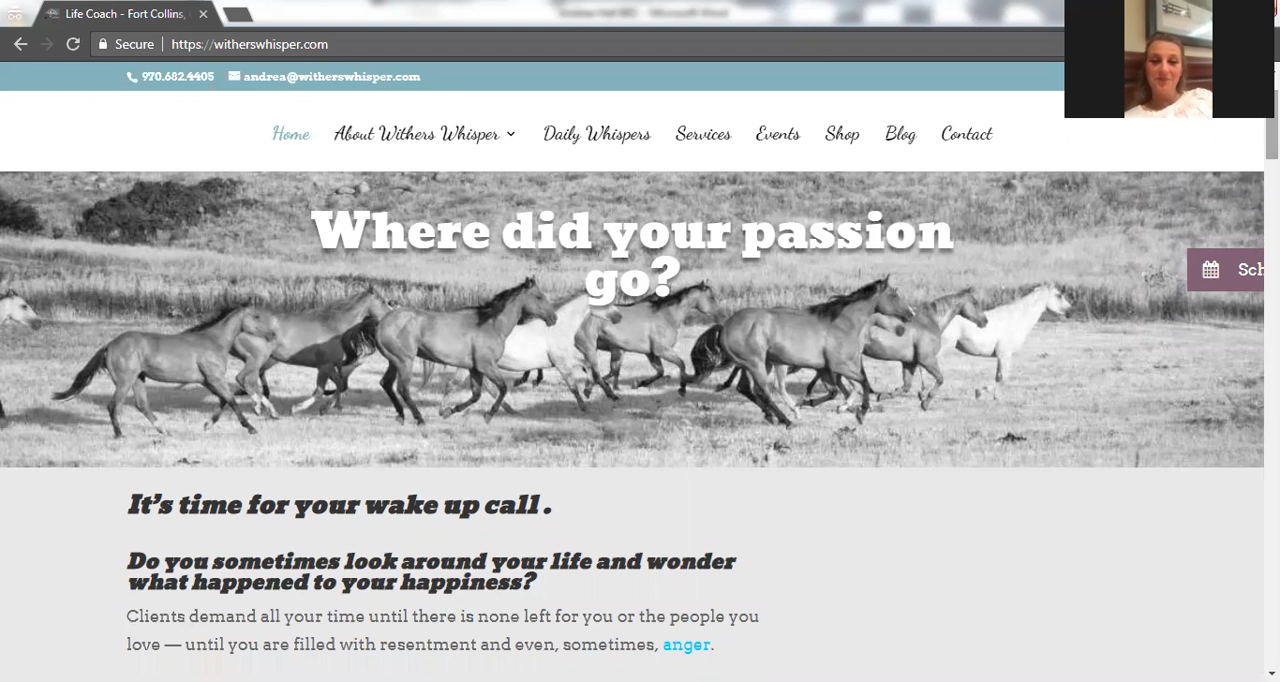 Life Coach - Fort Collins,
Secure
https://witherswhisper.com
970.682.4405 andrea@witherswhisper.com
Home About Withers Whisper Daily Whispers Services Events Shop Blog Contact
Where did your passion
go?
Sch
It's time for your wake up call .
Do you sometimes look around your life and wonder
what happened to your happiness?
Clients demand all your time until there is none left for you or the people you
love — until you are filled with resentment and even, sometimes, anger.